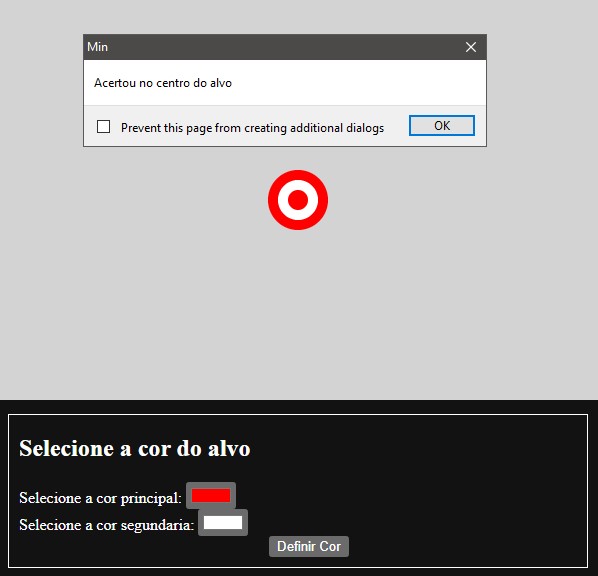 Min
Acertou no centro do alvo
Prevent this page from creating additional dialogs
OK
Selecione a cor do alvo
Selecione a cor principal:
Selecione a cor segundaria:
Definir Cor